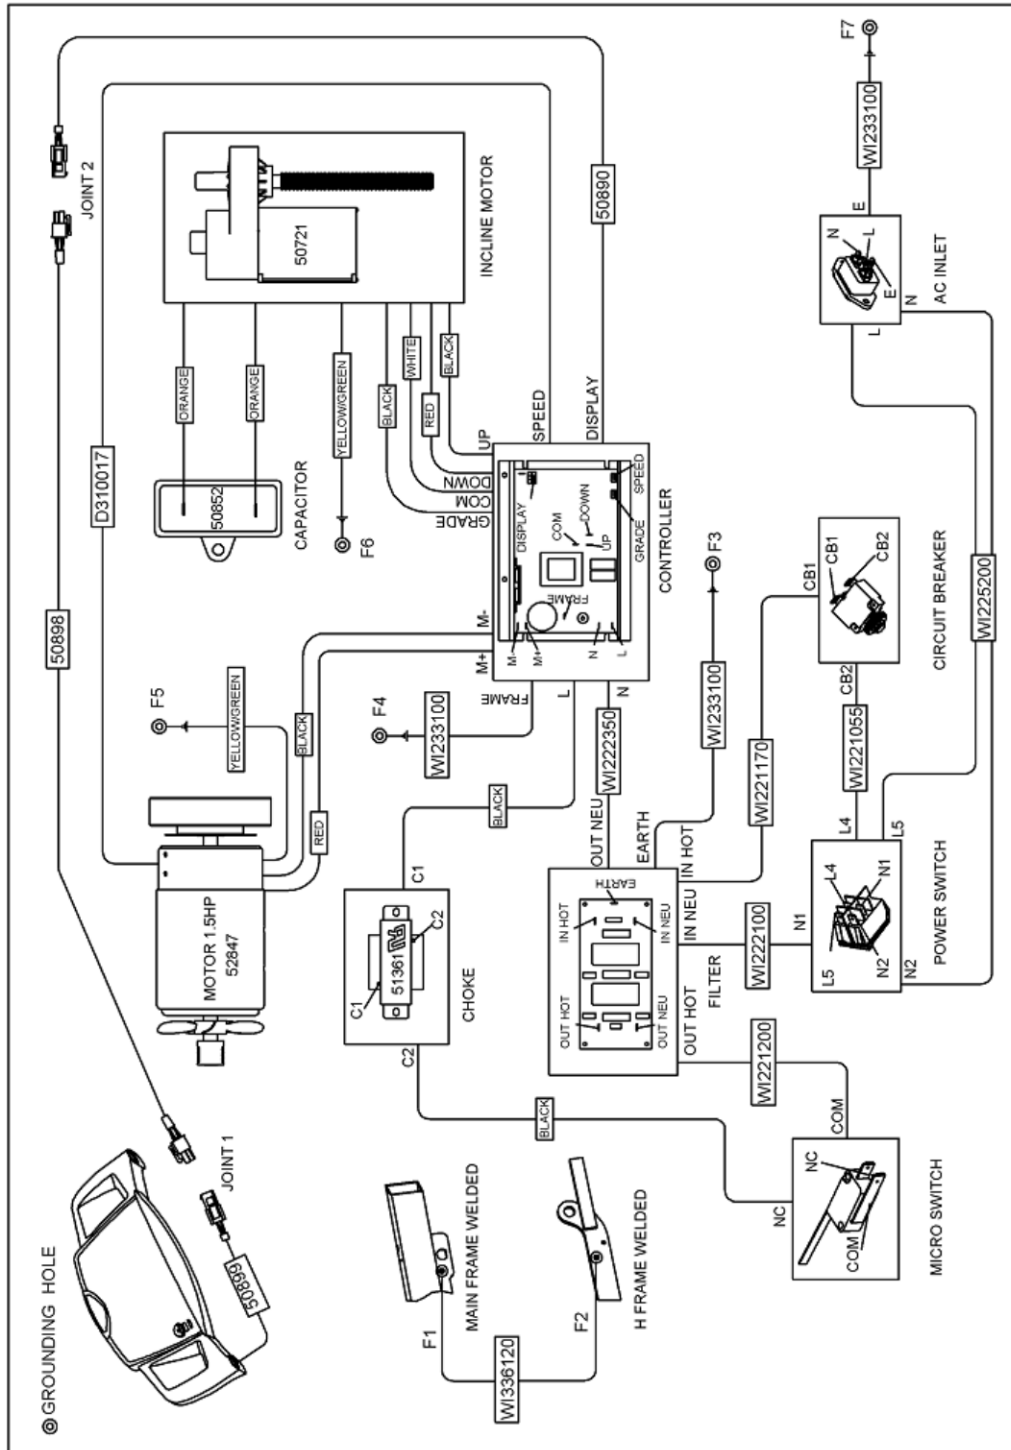 GROUNDING HOLE
50899
JOINT 1
50898
JOINT 2
D310017
50890
MOTOR 1.5HP
52847
F5
YELLOW/GREEN
BLACK
RED
50852
CAPACITOR
ORANGE
ORANGE
F6
YELLOW/GREEN
50721
INCLINE MOTOR
BLACK
WHITE
RED
BLACK
GRADE
COM
DOWN
UP
SPEED
DISPLAY
M+
M-
FRAME
L
N
M-
M+
N
L
FRAME
DISPLAY
COM
UP
DOWN
GRADE
SPEED
CONTROLLER
F4
WI233100
WI222350
BLACK
C1
C2
C1
51361
C2
CHOKE
BLACK
MAIN FRAME WELDED
F1
WI336120
F2
H FRAME WELDED
OUT NEU
EARTH
IN HOT
IN NEU
OUT HOT
FILTER
OUT HOT
OUT NEU
IN HOT
IN NEU
EARTH
F3
WI233100
WI221170
WI222100
WI221200
COM
NC
NC
COM
MICRO SWITCH
N1
L4
L5
N2
L5
L4
N1
N2
POWER SWITCH
WI221055
CB1
CB2
CB1
CB2
CIRCUIT BREAKER
WI225200
L
N
E
N
L
E
AC INLET
WI233100
F7